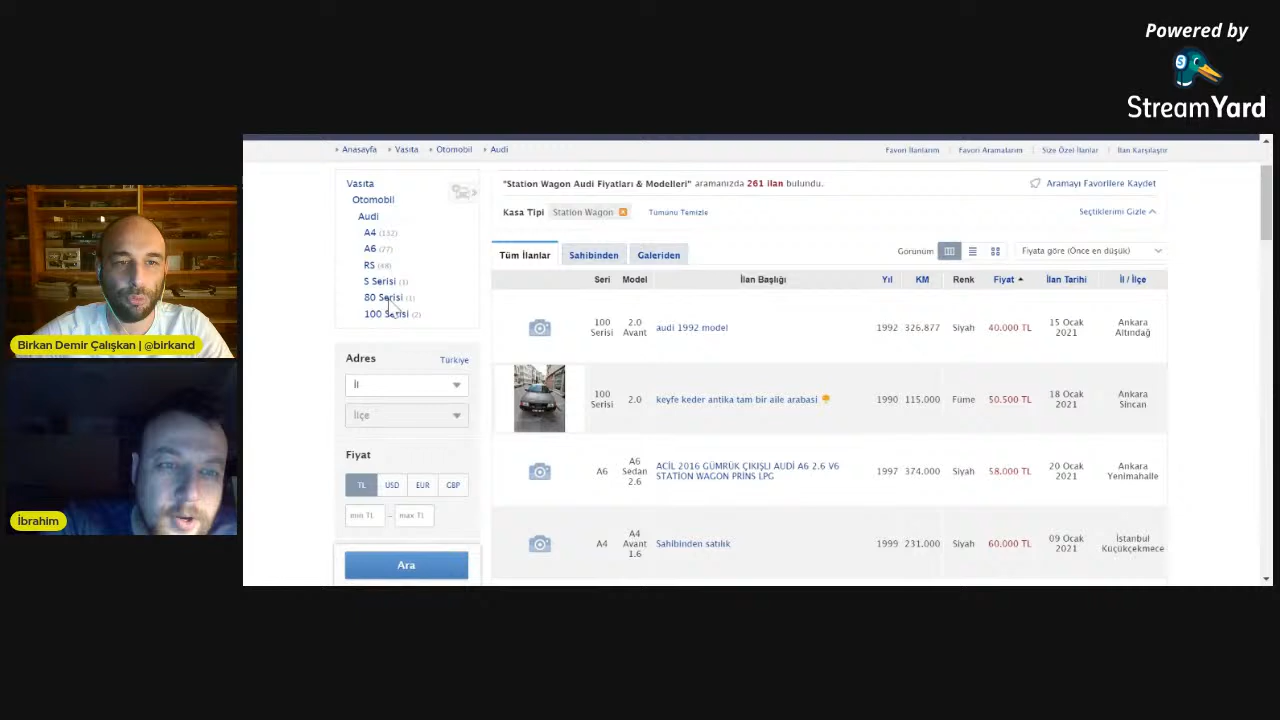 Powered by
StreamYard
Anasayfa Vasıta Otomobil Audi
Favori İlanlarım Favori Aramalarım Size Özel İlanlar İlan Karşılaştır
Vasıta
Otomobil
Audi
A4 (132)
A6 (77)
RS (48)
S Serisi (1)
80 Serisi (1)
100 Serisi (2)
"Station Wagon Audi Fiyatları & Modelleri" aramanızda 261 ilan bulundu.
Aramayı Favorilere Kaydet
Kasa Tipi Station Wagon Tümünü Temizle
Seçtiklerimi Gizle
Tüm İlanlar Sahibinden Galeriden
Görünüm Fiyata göre (Önce en düşük)
Seri Model İlan Başlığı Yıl KM Renk Fiyat İlan Tarihi İl / İlçe
100 Serisi 2.0 Avant audi 1992 model 1992 326.877 Siyah 40.000 TL 15 Ocak 2021 Ankara Altındağ
100 Serisi 2.0 keyfe keder antika tam bir aile arabasi 1990 115.000 Füme 50.500 TL 18 Ocak 2021 Ankara Sincan
A6 A6 Sedan 2.6 ACİL 2016 GÜMRÜK ÇIKIŞLI AUDİ A6 2.6 V6 STATION WAGON PRİNS LPG 1997 374.000 Siyah 58.000 TL 20 Ocak 2021 Ankara Yenimahalle
A4 A4 Avant 1.6 Sahibinden satılık 1999 231.000 Siyah 60.000 TL 09 Ocak 2021 İstanbul Küçükçekmece
Adres Türkiye
İl
İlçe
Fiyat
TL USD EUR GBP
min TL – max TL
Ara
Birkan Demir Çalışkan | @birkand
İbrahim